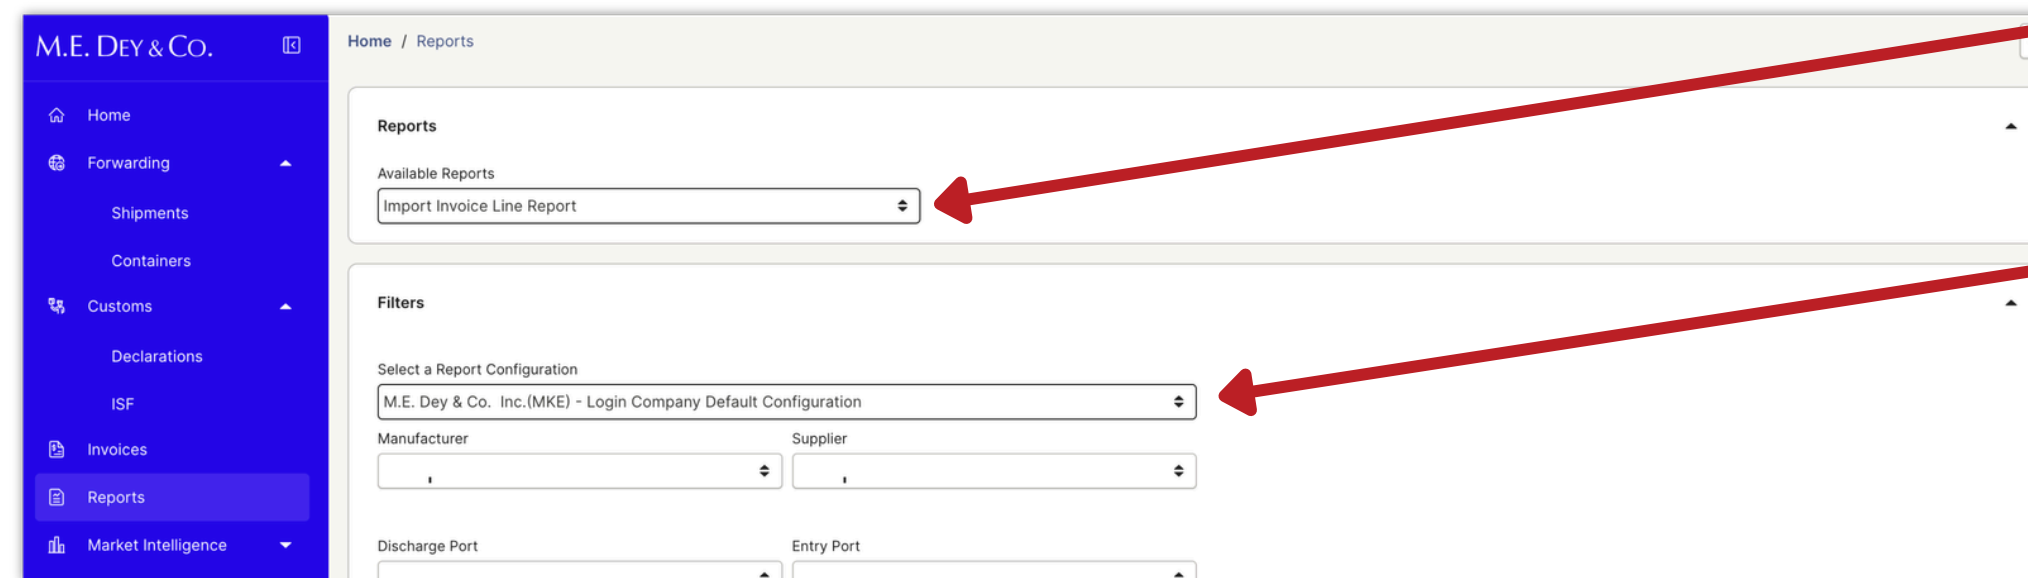 M.E. DEY & CO.
Home
Forwarding
Shipments
Containers
Customs
Declarations
ISF
Invoices
Reports
Market Intelligence
Home / Reports
Reports
Available Reports
Import Invoice Line Report
Filters
Select a Report Configuration
M.E. Dey & Co. Inc.(MKE) - Login Company Default Configuration
Manufacturer Supplier
Discharge Port Entry Port